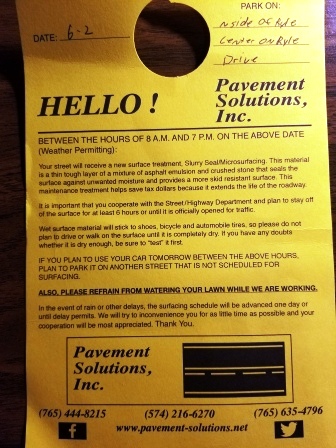 PARK ON:
DATE: 6-2
nside of Ryle
Center on Ryle
Drive
HELLO !
Pavement
Solutions,
Inc.
BETWEEN THE HOURS OF 8 A.M. AND 7 P.M. ON THE ABOVE DATE
(Weather Permitting):
Your street will receive a new surface treatment, Slurry Seal/Microsurfacing. This material
is a thin tough layer of a mixture of asphalt emulsion and crushed stone that seals the
surface against unwanted moisture and provides a more skid resistant surface. This
maintenance treatment helps save tax dollars because it extends the life of the roadway.
It is important that you cooperate with the Street/Highway Department and plan to stay off
of the surface for at least 6 hours or until it is officially opened for traffic.
Wet surface material will stick to shoes, bicycle and automobile tires, so please do not
plan to drive or walk on the surface until it is completely dry. If you have any doubts
whether it is dry enough, be sure to "test" it first.
IF YOU PLAN TO USE YOUR CAR TOMORROW BETWEEN THE ABOVE HOURS,
PLAN TO PARK IT ON ANOTHER STREET THAT IS NOT SCHEDULED FOR
SURFACING.
ALSO, PLEASE REFRAIN FROM WATERING YOUR LAWN WHILE WE ARE WORKING.
In the event of rain or other delays, the surfacing schedule will be advanced one day or
until delay permits. We will try to inconvenience you for as little time as possible and your
cooperation will be most appreciated. Thank You.
Pavement
Solutions,
Inc.
(765) 444-8215 (574) 216-6270 (765) 635-4796
www.pavement-solutions.net